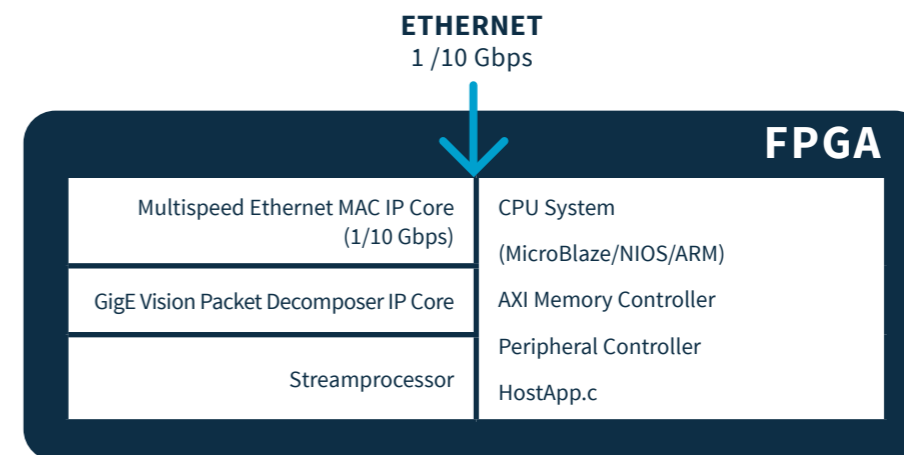 ETHERNET
1 /10 Gbps
FPGA
Multispeed Ethernet MAC IP Core
(1/10 Gbps)
GigE Vision Packet Decomposer IP Core
Streamprocessor
CPU System
(MicroBlaze/NIOS/ARM)
AXI Memory Controller
Peripheral Controller
HostApp.c